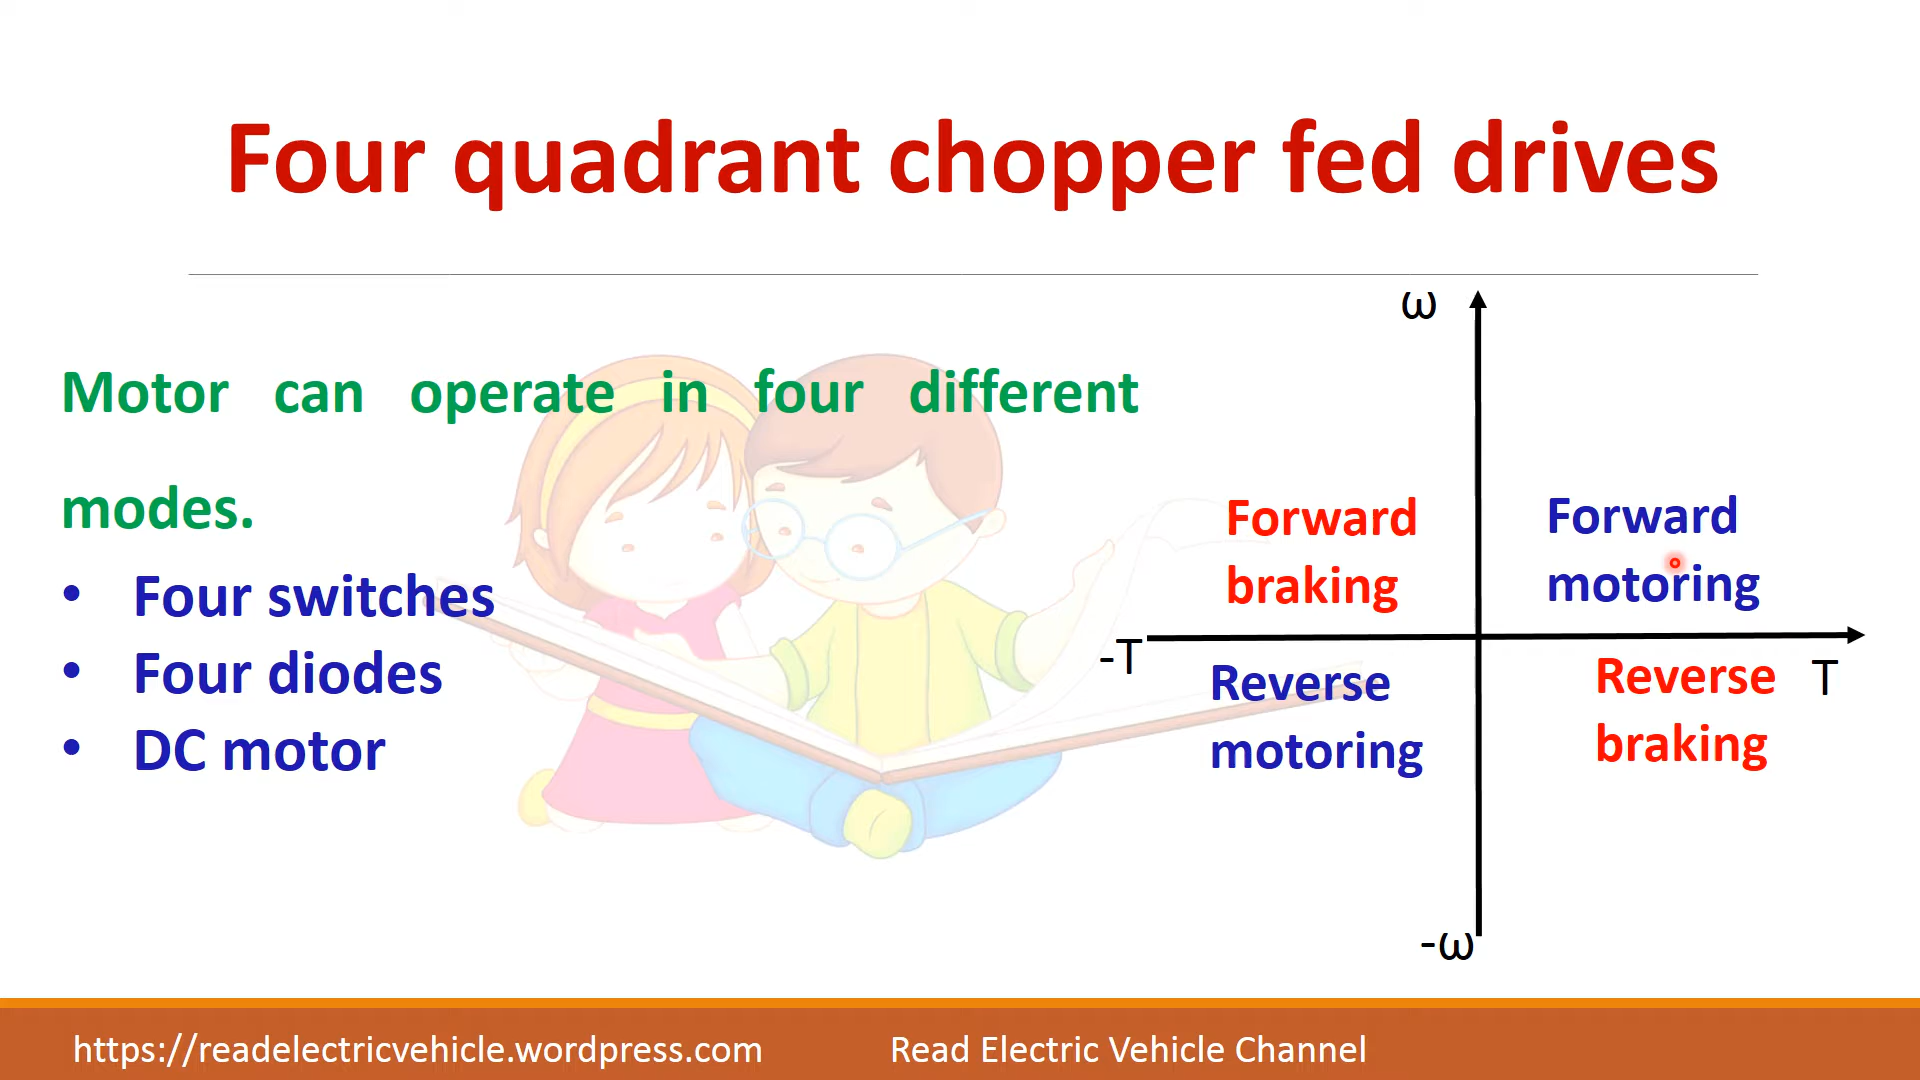 Four quadrant chopper fed drives
Motor can operate in four different
modes.
• Four switches
• Four diodes
• DC motor
ω
Forward
braking
Forward
motoring
-T
T
Reverse
motoring
Reverse
braking
-ω
https://readelectricvehicle.wordpress.com
Read Electric Vehicle Channel